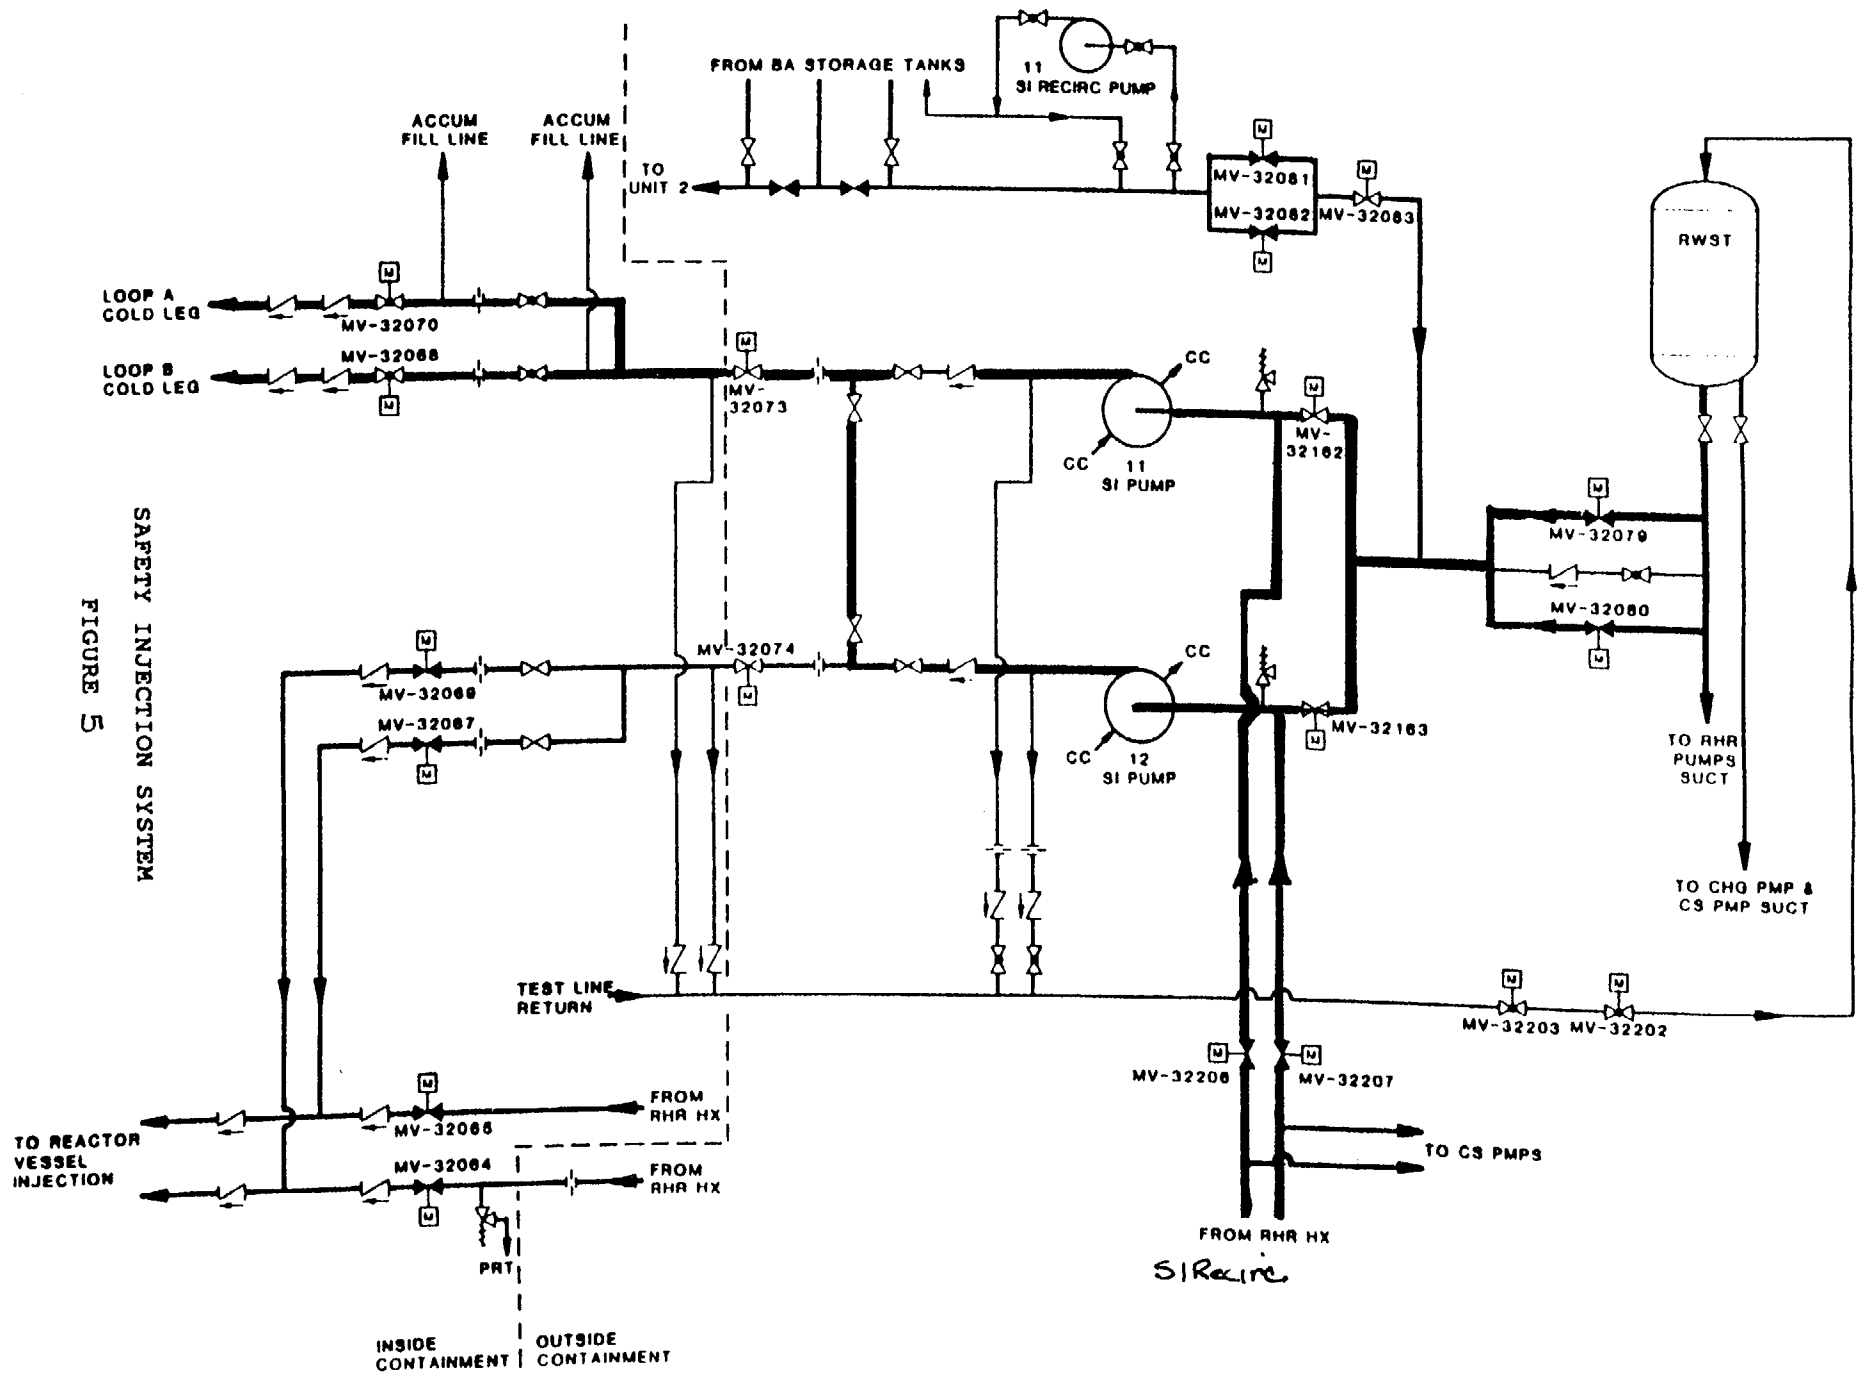 FROM BA STORAGE TANKS
11
SI RECIRC PUMP
ACCUM
FILL LINE
ACCUM
FILL LINE
TO
UNIT 2
M
MV-32081
MV-32082
M
M
MV-32083
RWST
LOOP A
COLD LEG
M
MV-32070
LOOP B
COLD LEG
MV-32068
M
M
MV-
32073
CC
CC
11
SI PUMP
M
MV-
32162
M
MV-32079
MV-32080
M
SAFETY INJECTION SYSTEM
FIGURE 5
M
MV-32069
MV-32067
M
MV-32074
M
CC
CC
12
SI PUMP
MV-32163
M
TO RHR
PUMPS
SUCT
TO CHG PMP &
CS PMP SUCT
TEST LINE
RETURN
M
M
MV-32203
MV-32202
M
MV-32206
M
MV-32207
TO CS PMPS
FROM RHR HX
SI Recirc
TO REACTOR
VESSEL
INJECTION
M
MV-32065
FROM
RHR HX
MV-32064
M
FROM
RHR HX
PRT
INSIDE
CONTAINMENT
OUTSIDE
CONTAINMENT